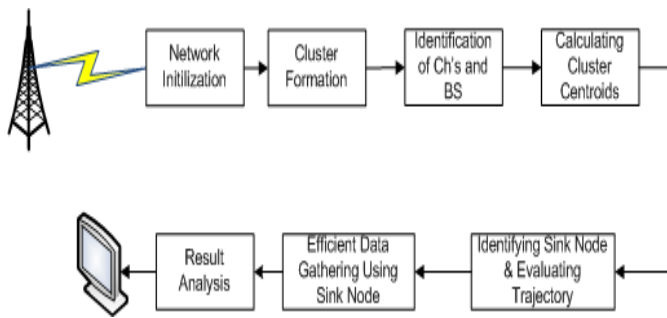 Network
Initilization
Cluster
Formation
Identification
of Ch's and
BS
Calculating
Cluster
Centroids
Identifying Sink Node
& Evaluating
Trajectory
Efficient Data
Gathering Using
Sink Node
Result
Analysis